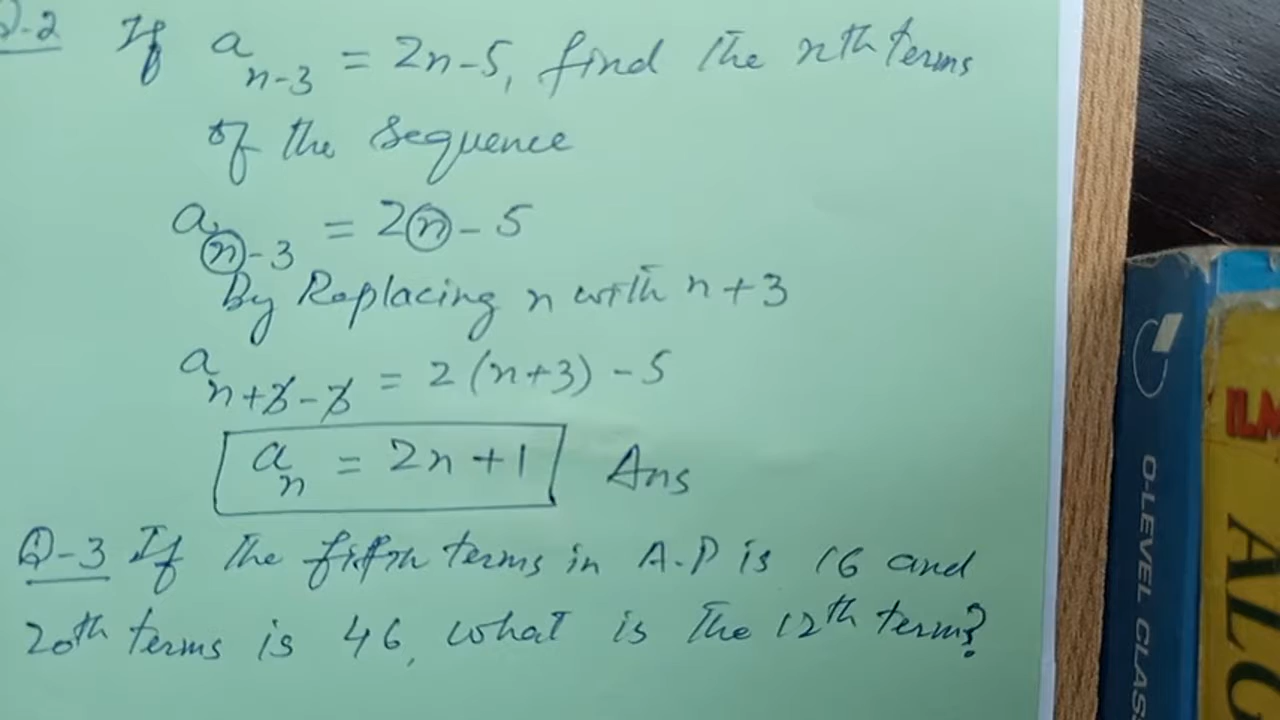 Q-2 If a_{n-3} = 2n-5, find the nth terms
of the sequence
a_{n-3} = 2n - 5
By Replacing n with n+3
a_{n+3-3} = 2(n+3) - 5
a_n = 2n+1 Ans
Q-3 If the fifth terms in A.P is 16 and
20th terms is 46, what is the 12th term?
O-LEVEL CLAS
ILM
ALG